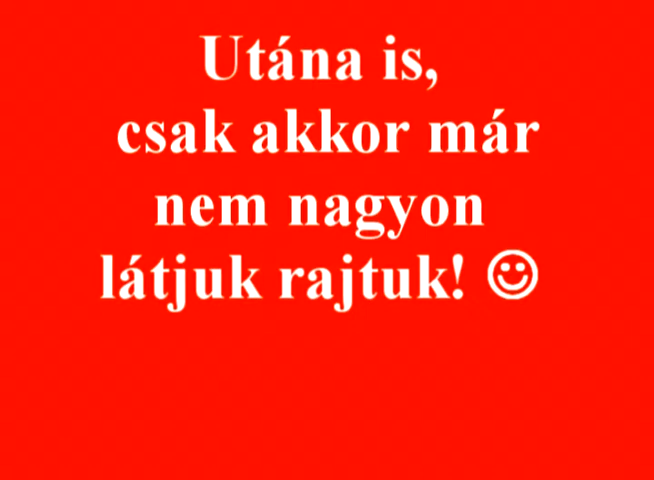 Utána is,
csak akkor már
nem nagyon
látjuk rajtuk! ☺